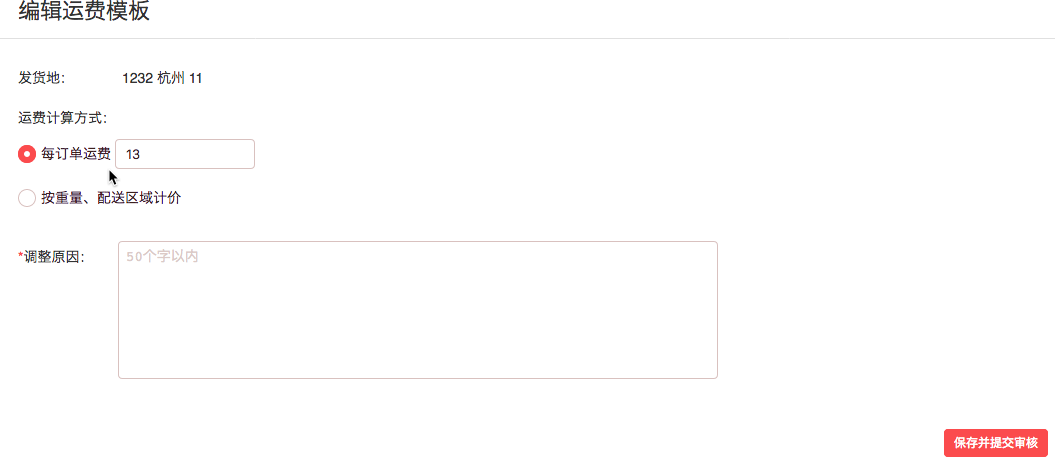 编辑运费模板
发货地： 1232 杭州 11
运费计算方式：
每订单运费 13
按重量、配送区域计价
*调整原因： 50个字以内
保存并提交审核